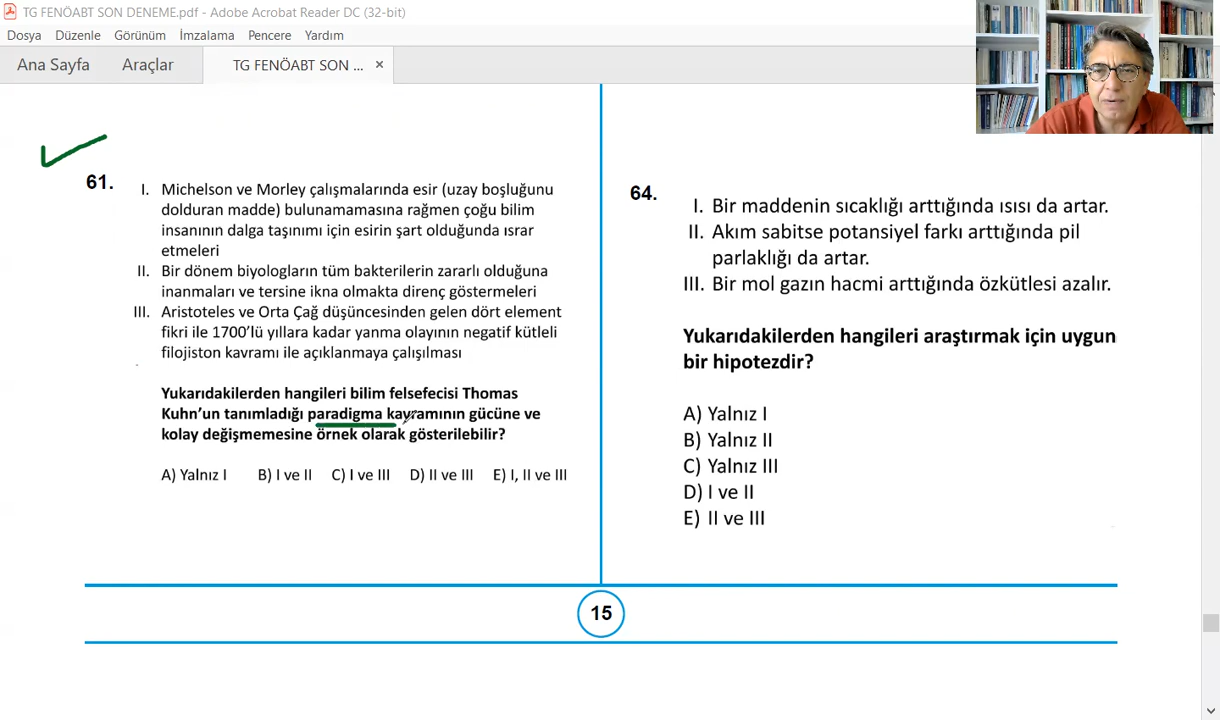 TG FENÖABT SON DENEME.pdf - Adobe Acrobat Reader DC (32-bit)
Dosya Düzenle Görünüm İmzalama Pencere Yardım
Ana Sayfa Araçlar TG FENÖABT SON ... ×
61.
I. Michelson ve Morley çalışmalarında esir (uzay boşluğunu
dolduran madde) bulunamamasına rağmen çoğu bilim
insanının dalga taşınımı için esirin şart olduğunda ısrar
etmeleri
II. Bir dönem biyologların tüm bakterilerin zararlı olduğuna
inanmaları ve tersine ikna olmakta direnç göstermeleri
III. Aristoteles ve Orta Çağ düşüncesinden gelen dört element
fikri ile 1700'lü yıllara kadar yanma olayının negatif kütleli
filojiston kavramı ile açıklanmaya çalışılması
Yukarıdakilerden hangileri bilim felsefecisi Thomas
Kuhn'un tanımladığı paradigma kavramının gücüne ve
kolay değişmemesine örnek olarak gösterilebilir?
A) Yalnız I B) I ve II C) I ve III D) II ve III E) I, II ve III
64.
I. Bir maddenin sıcaklığı arttığında ısısı da artar.
II. Akım sabitse potansiyel farkı arttığında pil
parlaklığı da artar.
III. Bir mol gazın hacmi arttığında özkütlesi azalır.
Yukarıdakilerden hangileri araştırmak için uygun
bir hipotezdir?
A) Yalnız I
B) Yalnız II
C) Yalnız III
D) I ve II
E) II ve III
15